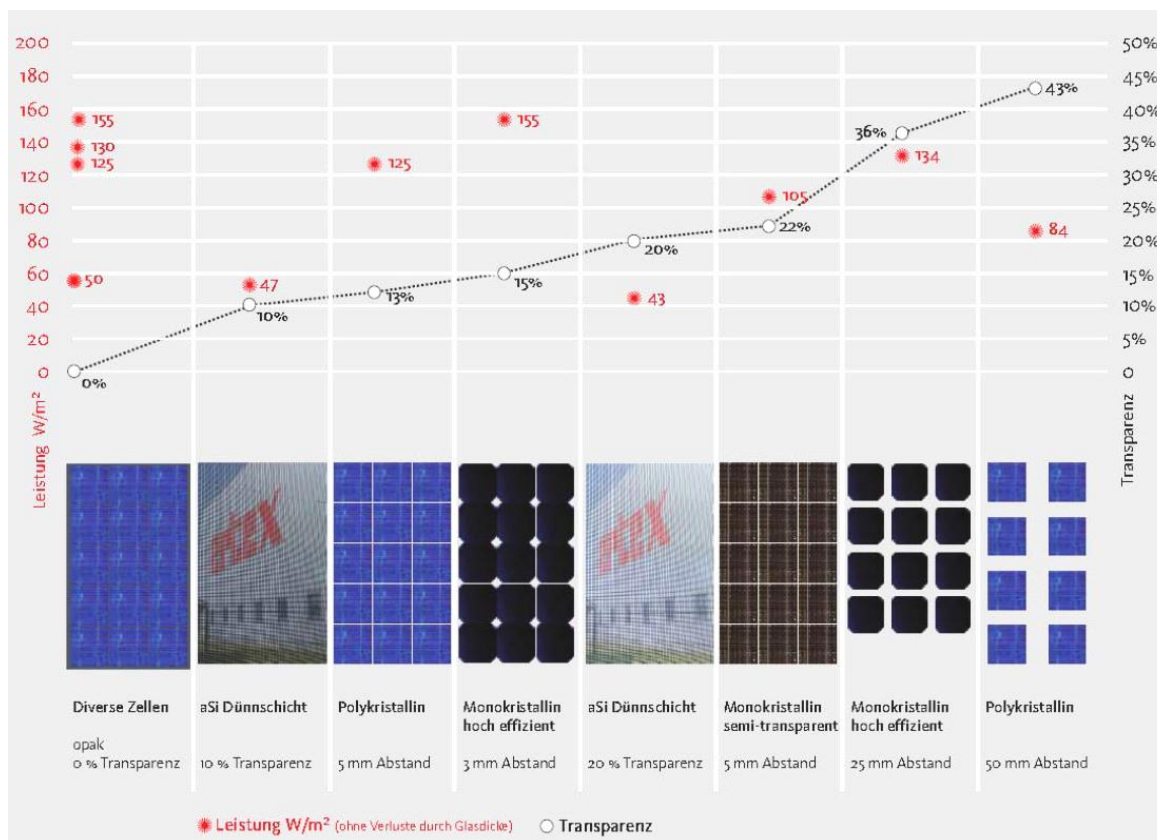 200
180
160
140
120
100
80
60
40
20
0
Leistung W/m²
50%
45%
40%
35%
30%
25%
20%
15%
10%
5%
0
Transparenz
155
130
125
50
0%
47
10%
125
13%
155
15%
20%
43
105
22%
36%
134
43%
84
Diverse Zellen
opak
0 % Transparenz
aSi Dünnschicht
10 % Transparenz
Polykristallin
5 mm Abstand
Monokristallin
hoch effizient
3 mm Abstand
aSi Dünnschicht
20 % Transparenz
Monokristallin
semi-transparent
5 mm Abstand
Monokristallin
hoch effizient
25 mm Abstand
Polykristallin
50 mm Abstand
Leistung W/m² (ohne Verluste durch Glasdicke) Transparenz